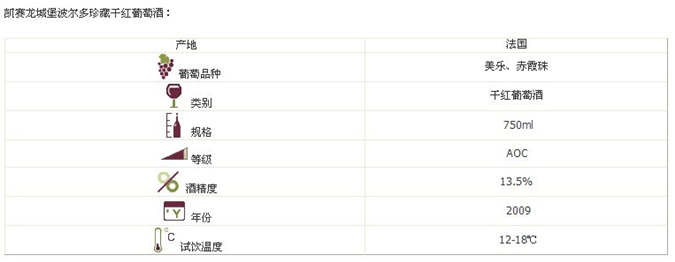 凯赛龙城堡波尔多珍藏干红葡萄酒：
产地 法国
葡萄品种 美乐、赤霞珠
类别 干红葡萄酒
规格 750ml
等级 AOC
酒精度 13.5%
Y 年份 2009
°C 试饮温度 12-18℃